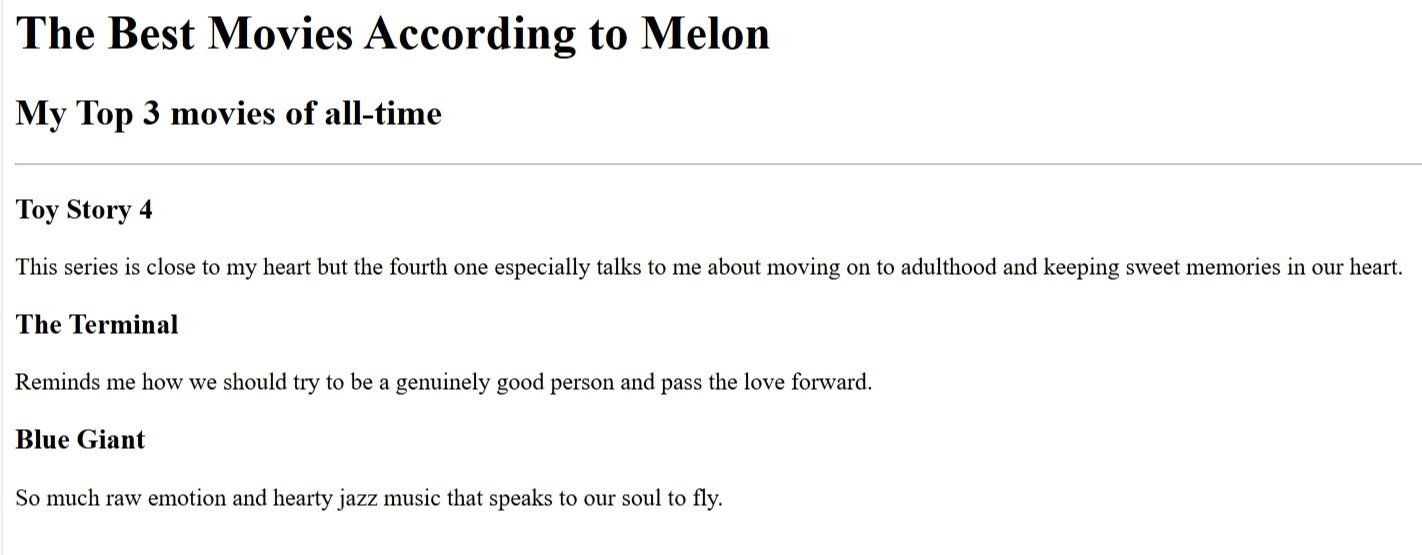 The Best Movies According to Melon
My Top 3 movies of all-time
Toy Story 4
This series is close to my heart but the fourth one especially talks to me about moving on to adulthood and keeping sweet memories in our heart.
The Terminal
Reminds me how we should try to be a genuinely good person and pass the love forward.
Blue Giant
So much raw emotion and hearty jazz music that speaks to our soul to fly.